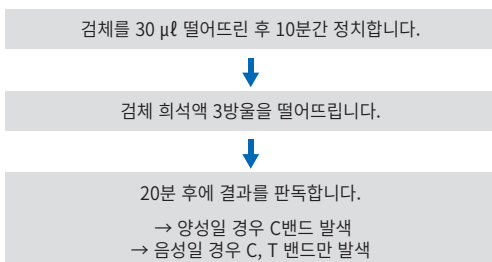 검체를 30 μℓ 떨어뜨린 후 10분간 정치합니다.
검체 희석액 3방울을 떨어뜨립니다.
20분 후에 결과를 판독합니다.
→ 양성일 경우 C밴드 발색
→ 음성일 경우 C, T 밴드만 발색